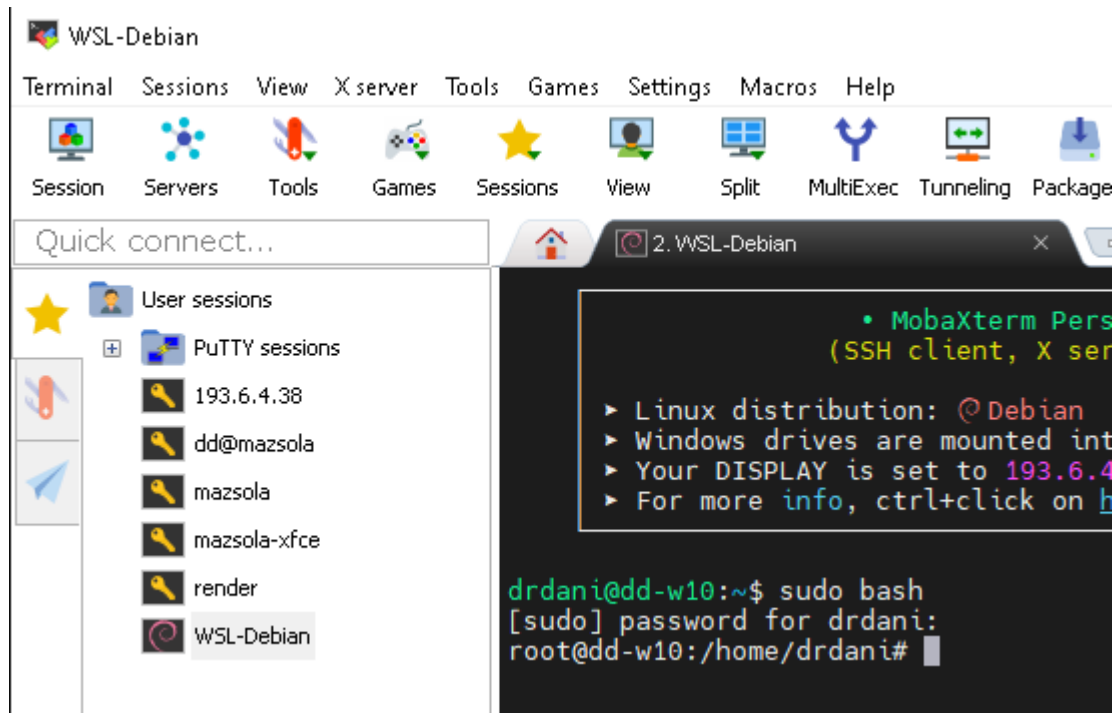 WSL-Debian
Terminal Sessions View X server Tools Games Settings Macros Help
Session Servers Tools Games Sessions View Split MultiExec Tunneling Package
Quick connect...
2. WSL-Debian
User sessions
PuTTY sessions
193.6.4.38
dd@mazsola
mazsola
mazsola-xfce
render
WSL-Debian
• MobaXterm Pers
(SSH client, X ser
➤ Linux distribution: Debian
➤ Windows drives are mounted int
➤ Your DISPLAY is set to 193.6.4
➤ For more info, ctrl+click on h
drdani@dd-w10:~$ sudo bash
[sudo] password for drdani:
root@dd-w10:/home/drdani#